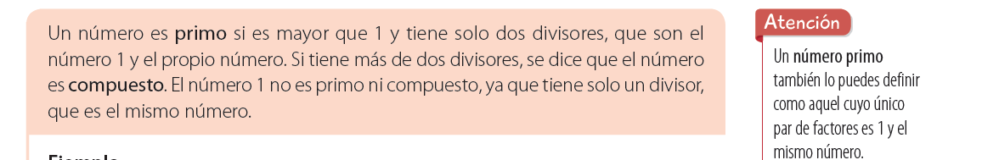 Un número es primo si es mayor que 1 y tiene solo dos divisores, que son el
número 1 y el propio número. Si tiene más de dos divisores, se dice que el número
es compuesto. El número 1 no es primo ni compuesto, ya que tiene solo un divisor,
que es el mismo número.
Atención
Un número primo
también lo puedes definir
como aquel cuyo único
par de factores es 1 y el
mismo número.